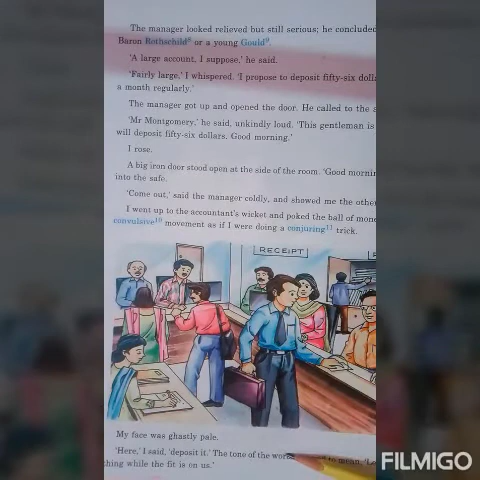 The manager looked relieved but still serious; he concluded
Baron Rothschild⁸ or a young Gould⁹.
'A large account, I suppose,' he said.
'Fairly large,' I whispered. 'I propose to deposit fifty-six
a month regularly.'
The manager got up and opened the door. He called to the
'Mr Montgomery,' he said, unkindly loud. 'This gentleman is
will deposit fifty-six dollars. Good morning.'
I rose.
A big iron door stood open at the side of the room. 'Good
into the safe.
'Come out,' said the manager coldly, and showed me the
I went up to the accountant's wicket and poked the ball of
convulsive¹⁰ movement as if I were doing a conjuring¹¹ trick.
RECEIPT
My face was ghastly pale.
'Here,' I said, 'deposit it.' The tone of the to mean,
thing while the fit is on us.'
FILMIGO